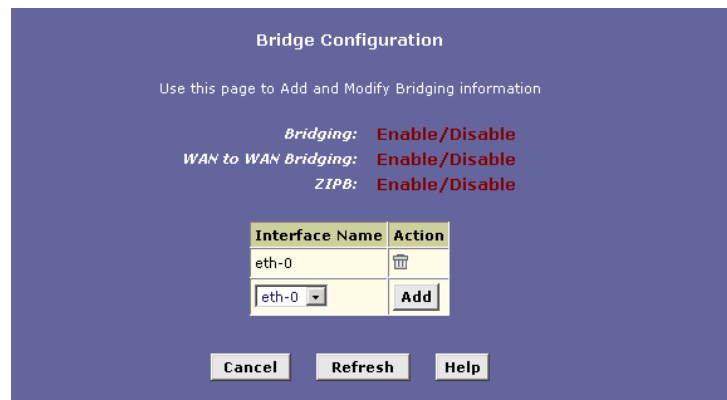 Bridge Configuration
Use this page to Add and Modify Bridging information
Bridging: Enable/Disable
WAN to WAN Bridging: Enable/Disable
ZIPB: Enable/Disable
Interface Name Action
eth-0
eth-0 Add
Cancel Refresh Help